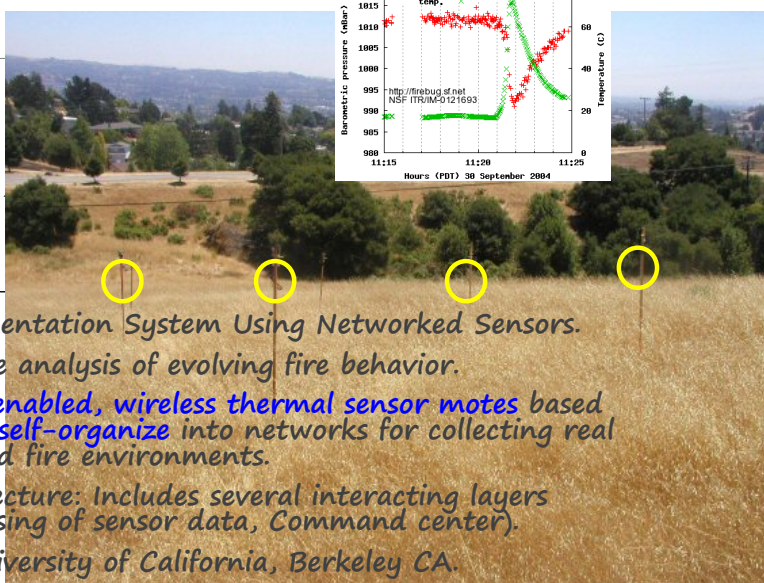 temp.
1015
1010
1005
1000
995
990
985
980
Barometric pressure (mBar)
60
40
20
0
Temperature (C)
http://firebug.sf.net
NSF ITR/IM-0121693
11:15 11:20 11:25
Hours (PDT) 30 September 2004
entation System Using Networked Sensors.
e analysis of evolving fire behavior.
enabled, wireless thermal sensor motes based
self-organize into networks for collecting real
d fire environments.
ecture: Includes several interacting layers
sing of sensor data, Command center).
iversity of California, Berkeley CA.